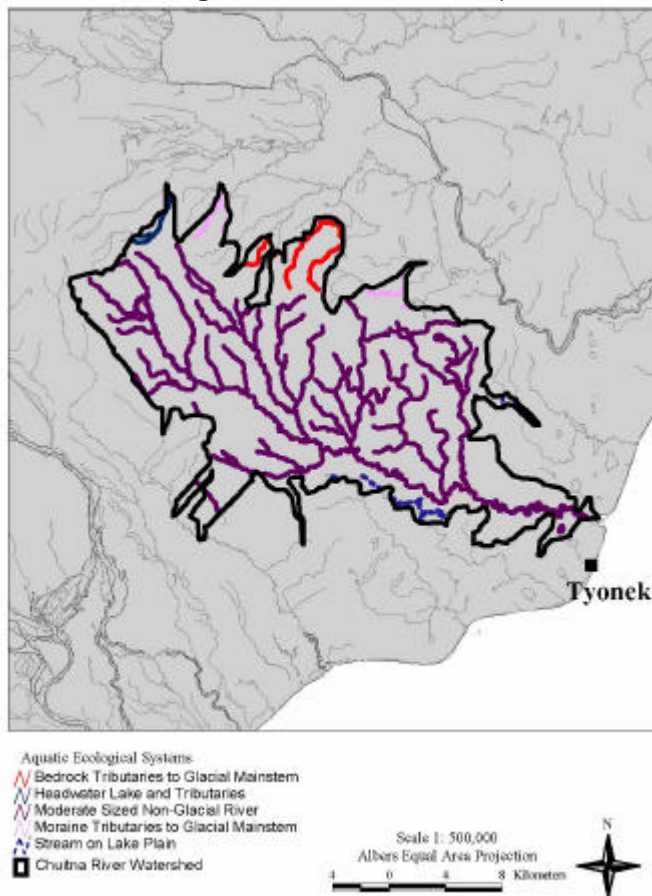 Tyonek
Aquatic Ecological Systems
Bedrock Tributaries to Glacial Mainstem
Headwater Lake and Tributaries
Moderate Sized Non-Glacial River
Moraine Tributaries to Glacial Mainstem
Stream on Lake Plain
Chuitna River Watershed
Scale 1: 500,000
Albers Equal Area Projection
4 0 4 8 Kilometers
N